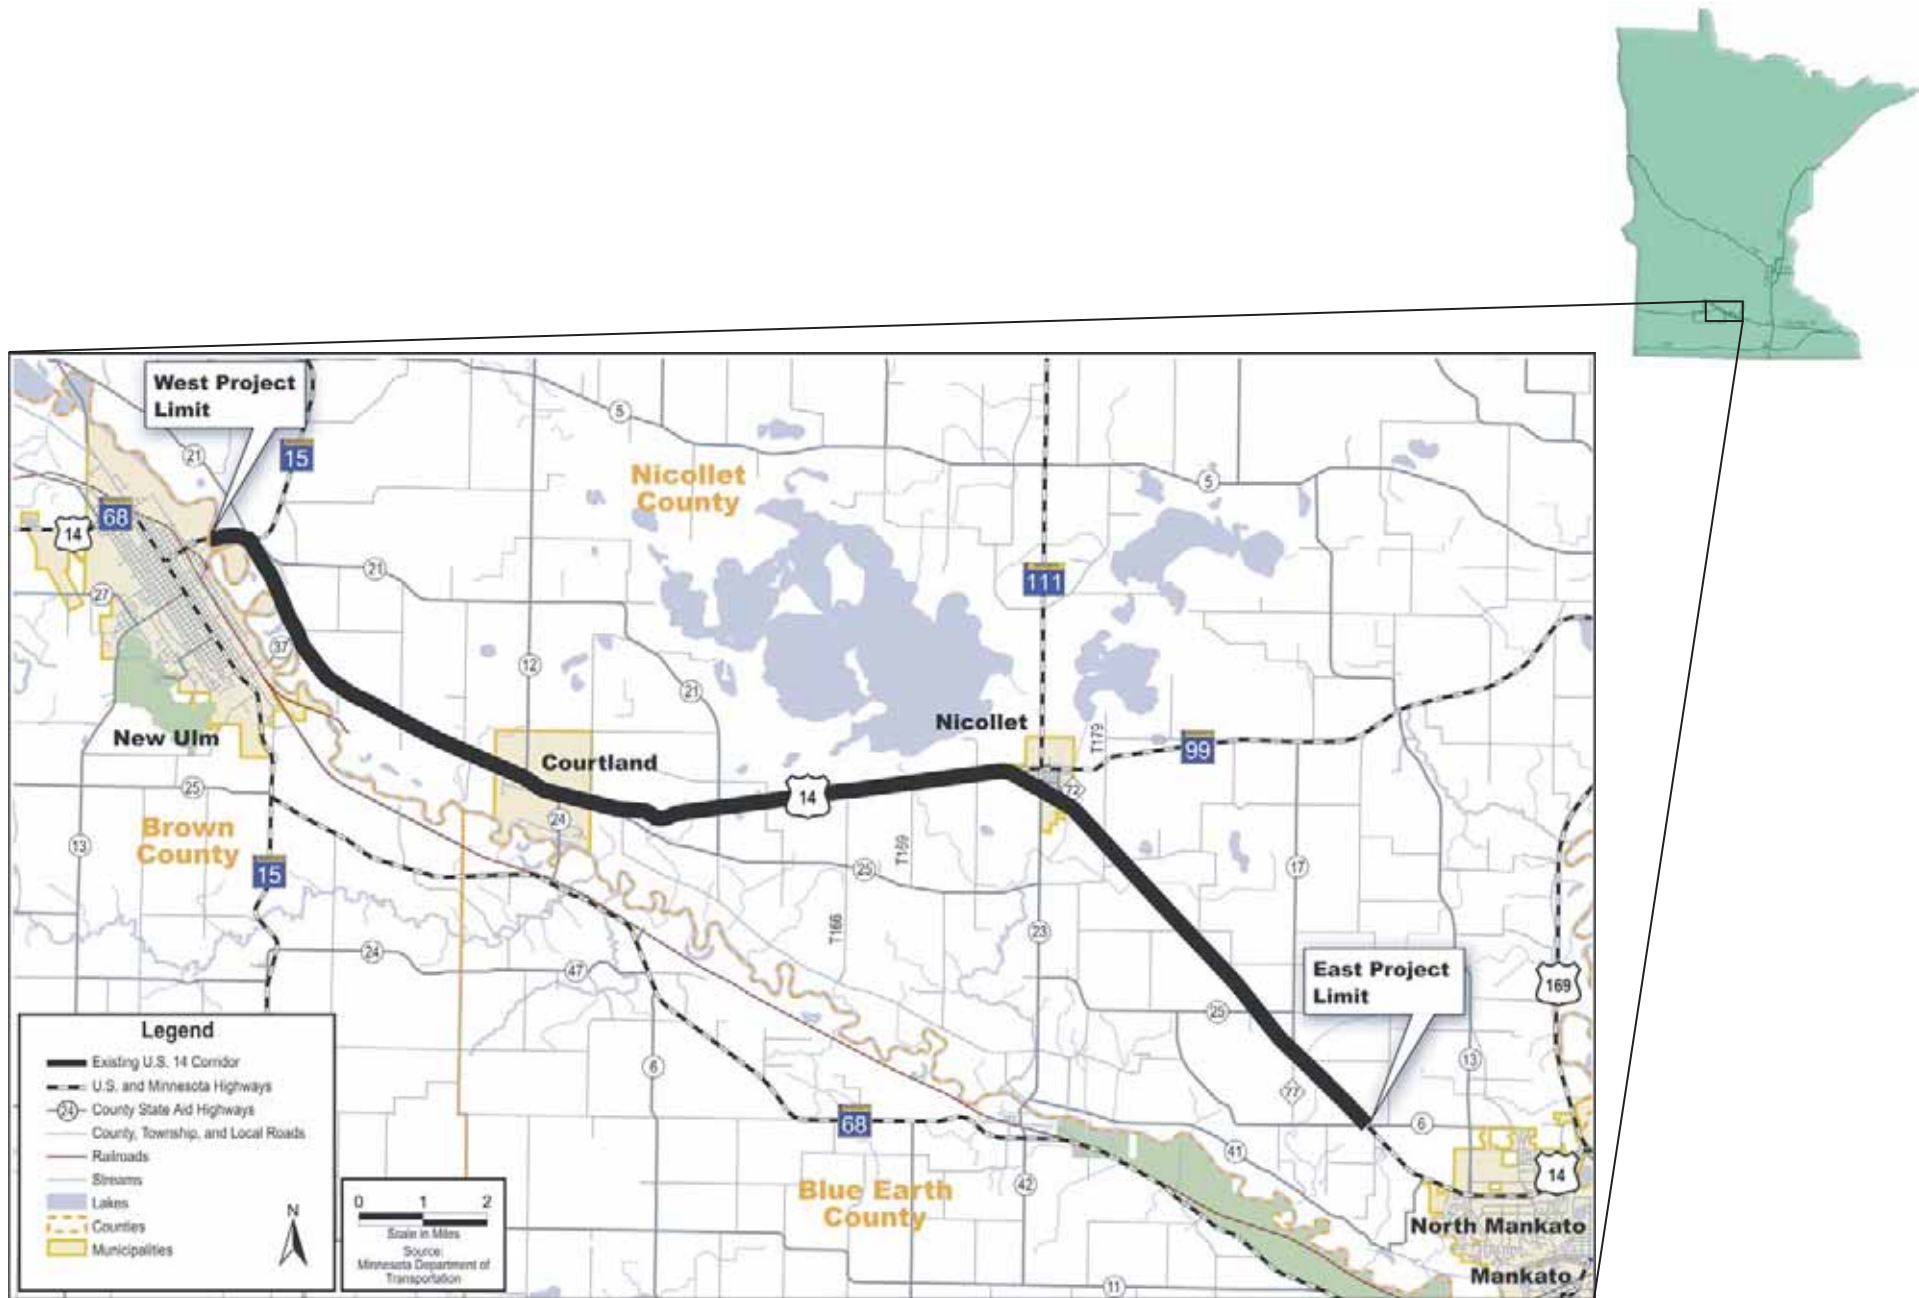 West Project
Limit
5
21
15
Nicollet
County
5
68
14
21
111
27
37
12
21
New Ulm
Courtland
Nicollet
T179
99
14
72
25
24
Brown
County
13
15
25
T169
17
T166
23
24
47
East Project
Limit
169
25
Legend
Existing U.S. 14 Corridor
U.S. and Minnesota Highways
24 County State Aid Highways
County, Township, and Local Roads
Railroads
Streams
Lakes
Counties
Municipalities
N
0 1 2
Scale in Miles
Source:
Minnesota Department of
Transportation
6
13
77
68
6
41
14
42
Blue Earth
County
North Mankato
Mankato
11